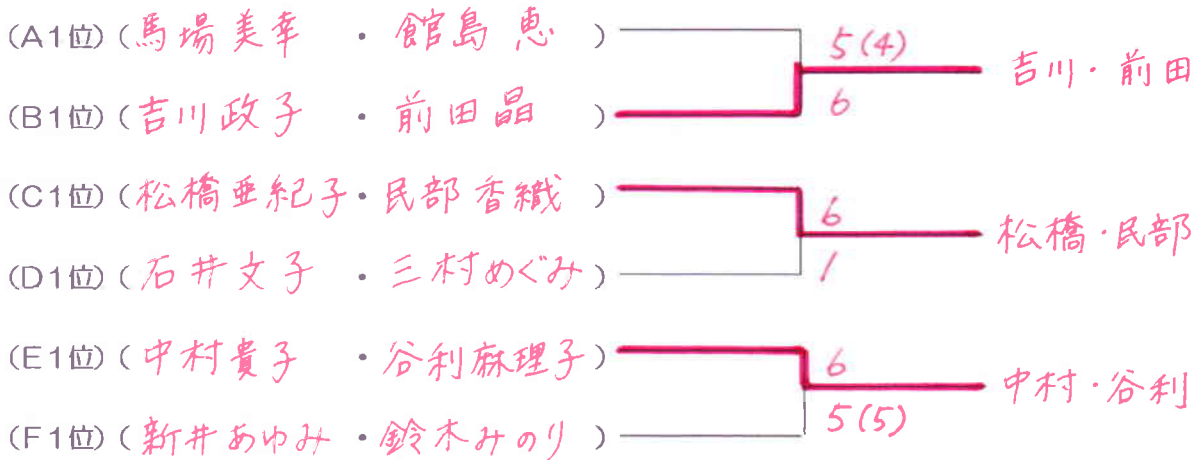 (A1位) (馬場美幸 ・ 館島 恵 )
5(4)
吉川・前田
6
(B1位) (吉川政子 ・ 前田晶 )
(C1位) (松橋亜紀子・民部香織 )
6
松橋・民部
1
(D1位) (石井文子 ・ 三村めぐみ )
(E1位) (中村貴子 ・谷利麻理子)
6
中村・谷利
5(5)
(F1位) (新井あゆみ ・鈴木みのり )